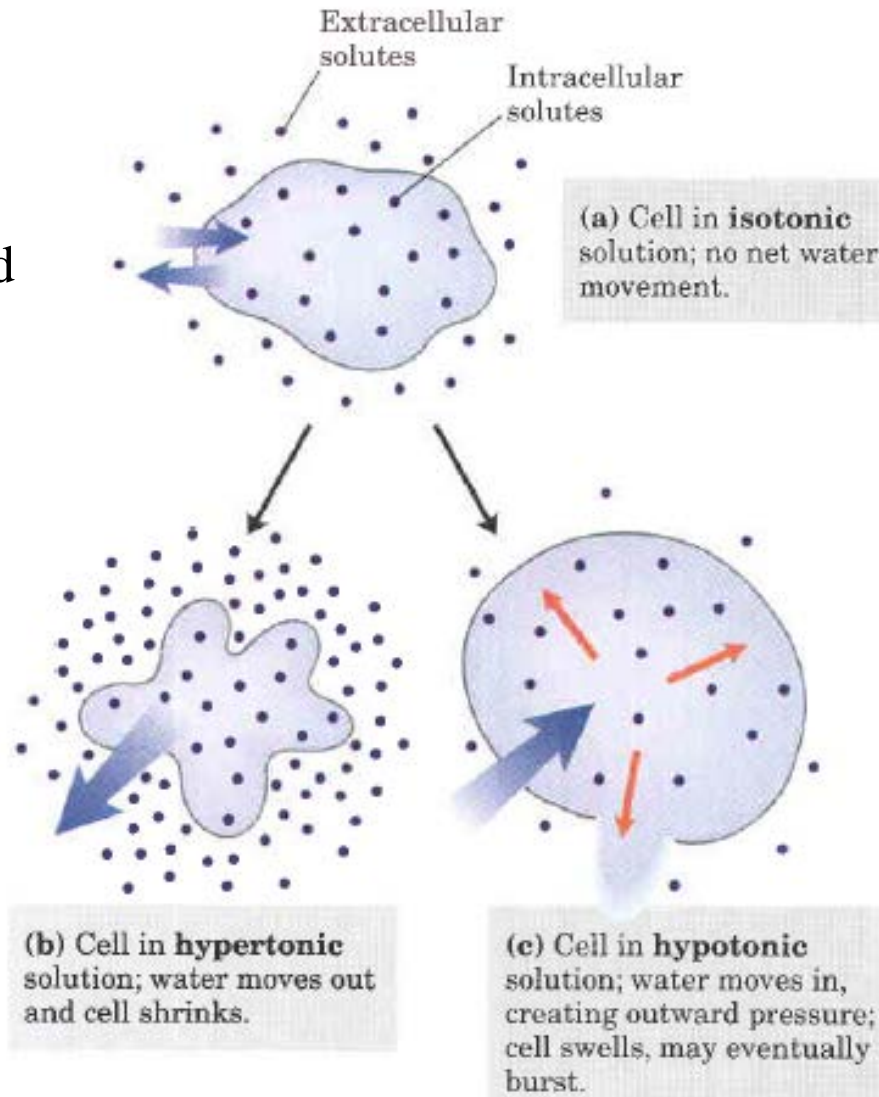 Extracellular
solutes
Intracellular
solutes
d
(a) Cell in isotonic
solution; no net water
movement.
(b) Cell in hypertonic
solution; water moves out
and cell shrinks.
(c) Cell in hypotonic
solution; water moves in,
creating outward pressure;
cell swells, may eventually
burst.